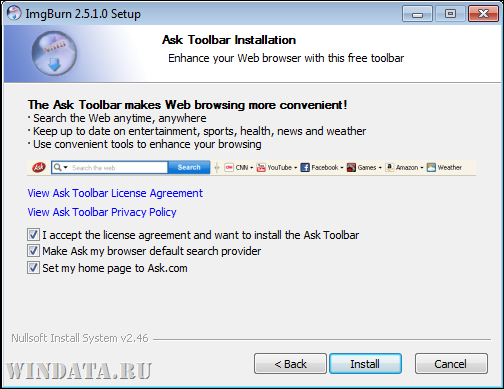 ImgBurn 2.5.1.0 Setup
Ask Toolbar Installation
Enhance your Web browser with this free toolbar
The Ask Toolbar makes Web browsing more convenient!
· Search the Web anytime, anywhere
· Keep up to date on entertainment, sports, health, news and weather
· Use convenient tools to enhance your browsing
Ask Search the web Search CNN CNN YouTube Facebook Games a Amazon Weather
View Ask Toolbar License Agreement
View Ask Toolbar Privacy Policy
I accept the license agreement and want to install the Ask Toolbar
Make Ask my browser default search provider
Set my home page to Ask.com
Nullsoft Install System v2.46
< Back Install Cancel
WINDATA.RU